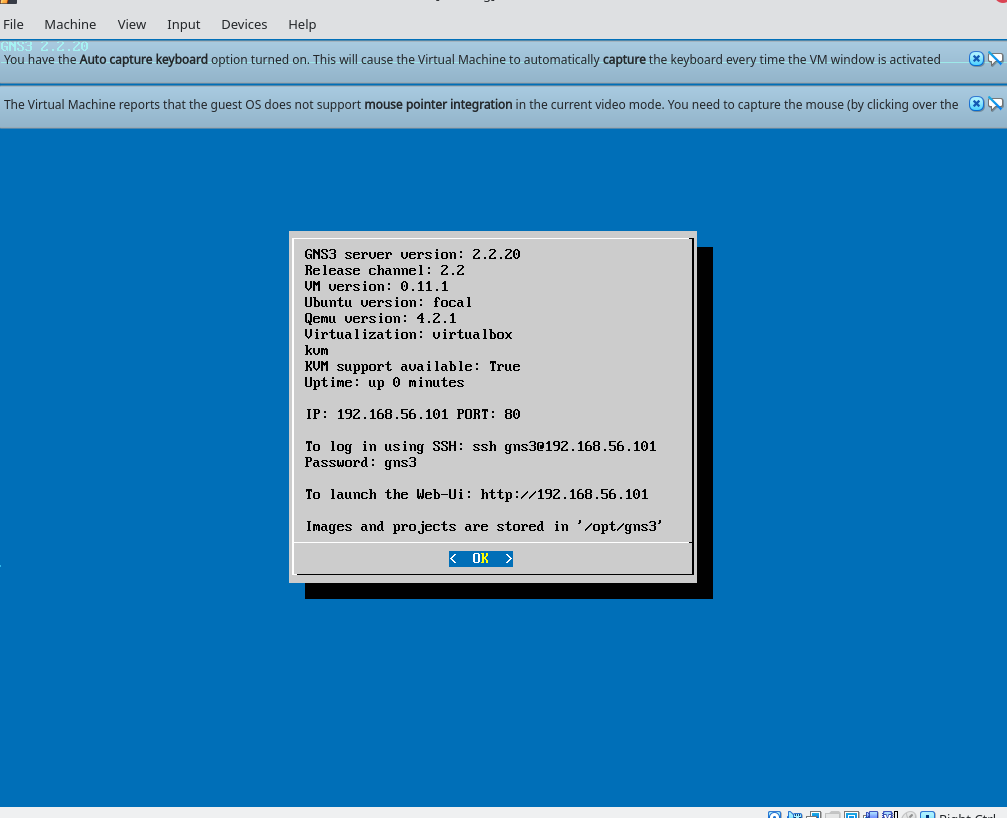 File Machine View Input Devices Help
GNS3 2.2.20
You have the Auto capture keyboard option turned on. This will cause the Virtual Machine to automatically capture the keyboard every time the VM window is activated
The Virtual Machine reports that the guest OS does not support mouse pointer integration in the current video mode. You need to capture the mouse (by clicking over the
GNS3 server version: 2.2.20
Release channel: 2.2
VM version: 0.11.1
Ubuntu version: focal
Qemu version: 4.2.1
Virtualization: virtualbox
kvm
KVM support available: True
Uptime: up 0 minutes
IP: 192.168.56.101 PORT: 80
To log in using SSH: ssh gns3@192.168.56.101
Password: gns3
To launch the Web-Ui: http://192.168.56.101
Images and projects are stored in '/opt/gns3'
< OK >
Right Ctrl